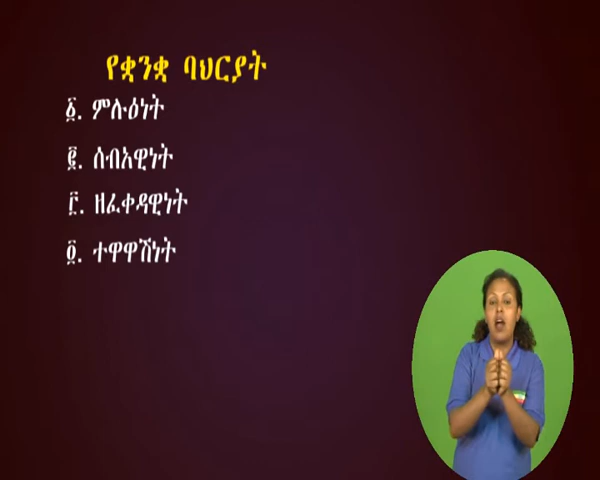 የቋንቋ ባህርያት
፩. ምሉዕነት
፪. ሰብአዊነት
፫. ዘፈቀዳዊነት
፬. ተዋዋሽነት